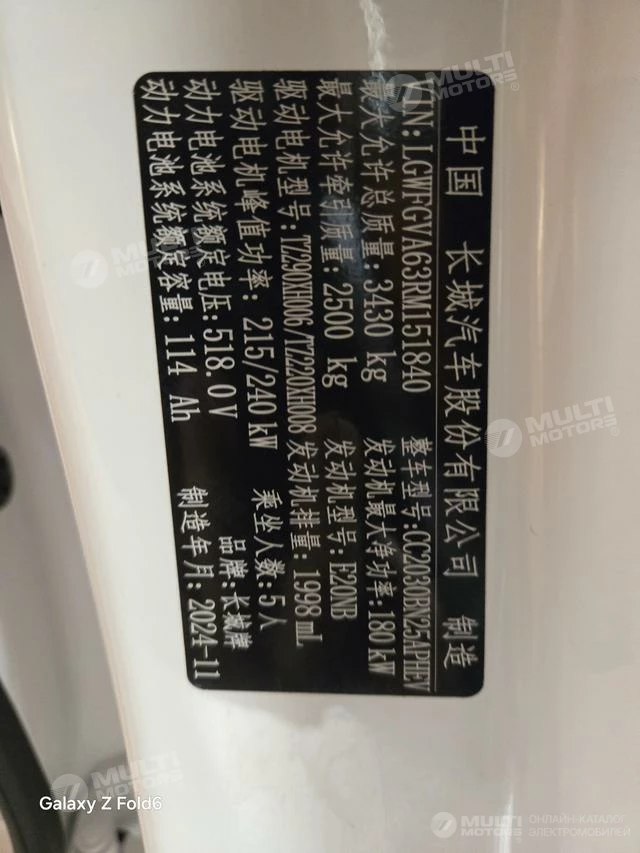 中国 长城汽车股份有限公司 制造
VIN: LGWFGVA63RM151840 整车型号:CC2030BY25APHEV
最大允许总质量: 3430 kg 发动机最大净功率: 180 kW
最大允许牵引质量: 2500 kg 发动机型号: E20NB
驱动电机型号: TZ290XH006/TZ220XH008 发动机排量: 1998 mL
驱动电机峰值功率: 215/240 kW 乘坐人数: 5 人
动力电池系统额定电压: 518.0V 品牌: 长城牌
动力电池系统额定容量: 114 Ah 制造年月: 2024-11
MULTI MOTORS
MULTI MOTORS
MULTI MOTORS
MULTI MOTORS
Galaxy Z Fold6
MULTI MOTORS
ОНЛАЙН-КАТАЛОГ
ЭЛЕКТРОМОБИЛЕЙ